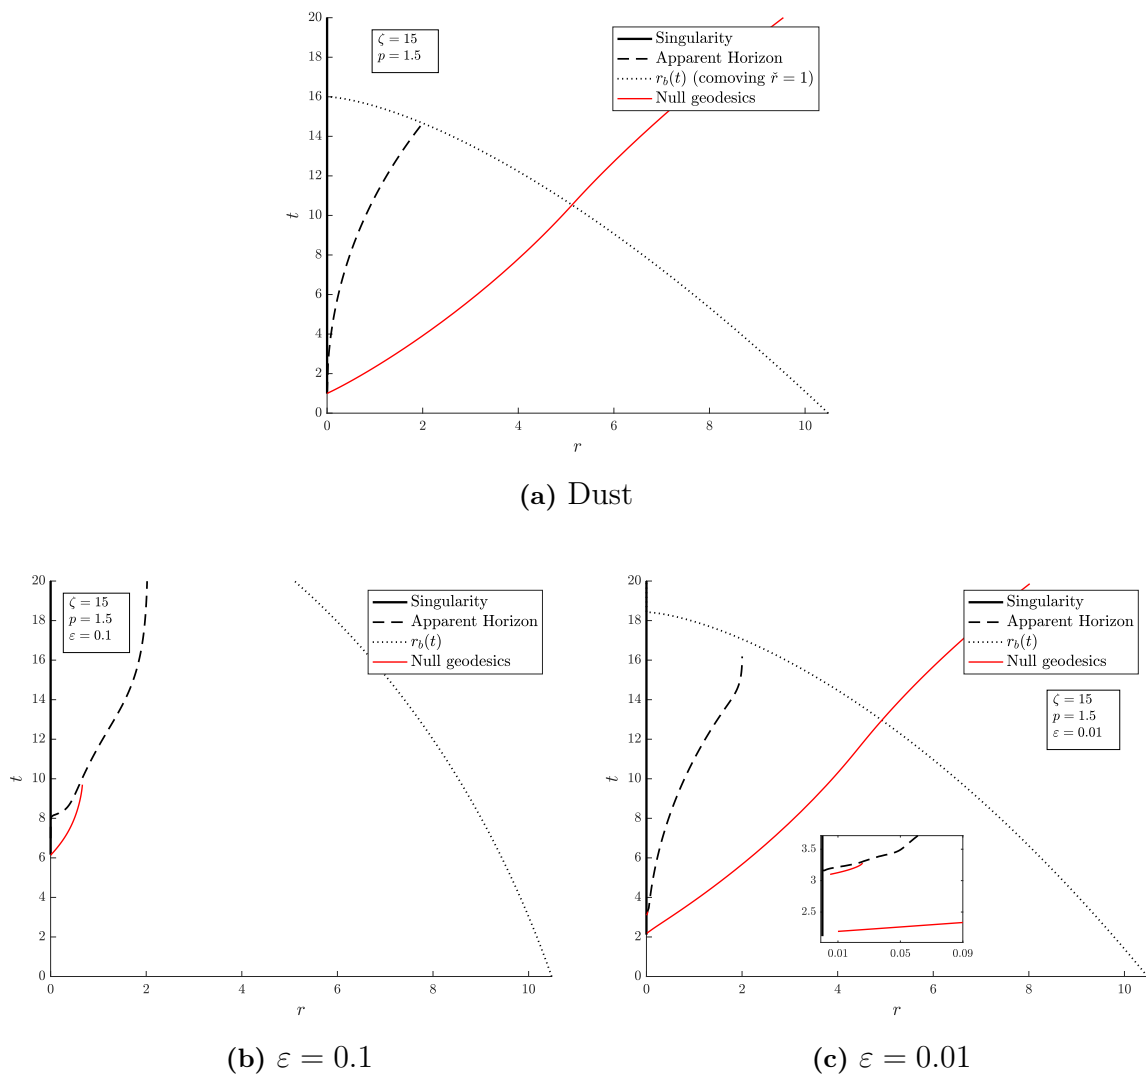 20
18
16
14
12
10
8
6
4
2
0
t
ζ = 15
p = 1.5
Singularity
Apparent Horizon
r_b(t) (comoving ř = 1)
Null geodesics
0 2 4 6 8 10
r
(a) Dust
20
18
16
14
12
10
8
6
4
2
0
t
ζ = 15
p = 1.5
ε = 0.1
Singularity
Apparent Horizon
r_b(t)
Null geodesics
0 2 4 6 8 10
r
(b) ε = 0.1
20
18
16
14
12
10
8
6
4
2
0
t
Singularity
Apparent Horizon
r_b(t)
Null geodesics
ζ = 15
p = 1.5
ε = 0.01
3.5
3
2.5
0.01 0.05 0.09
0 2 4 6 8 10
r
(c) ε = 0.01